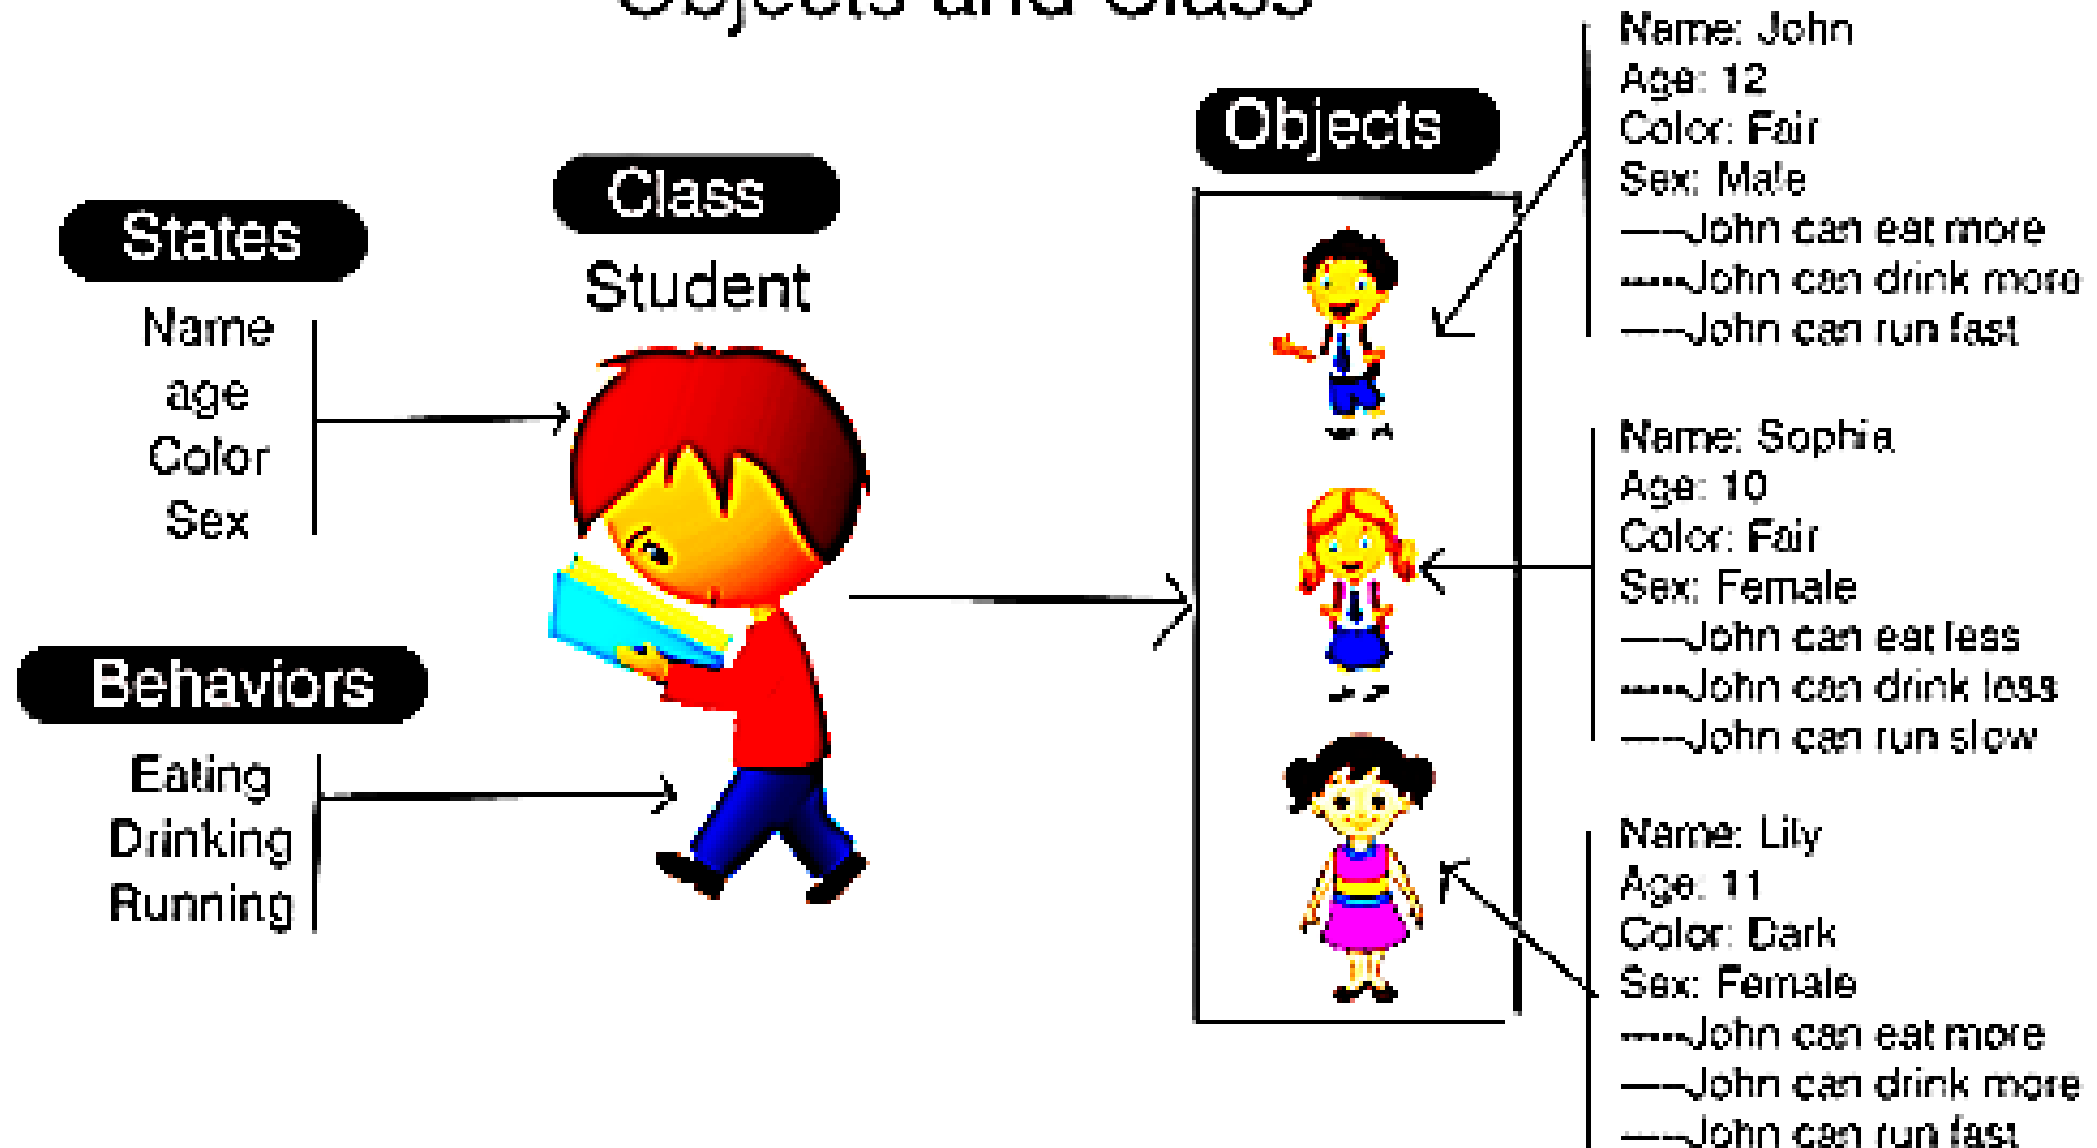 Objects and Class
States
Name
age
Color
Sex
Behaviors
Eating
Drinking
Running
Class
Student
Objects
Name: John
Age: 12
Color: Fair
Sex: Male
-----John can eat more
-----John can drink more
-----John can run fast
Name: Sophia
Age: 10
Color: Fair
Sex: Female
-----John can eat less
-----John can drink less
-----John can run slow
Name: Lily
Age: 11
Color: Dark
Sex: Female
-----John can eat more
-----John can drink more
-----John can run fast